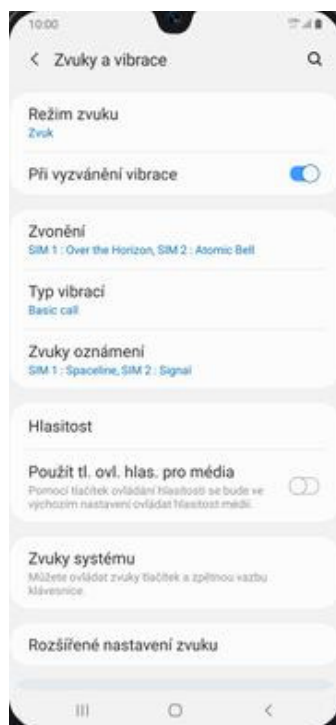 10:00
Zvuky a vibrace
Režim zvuku
Zvuk
Při vyzvánění vibrace
Zvonění
SIM 1 : Over the Horizon, SIM 2 : Atomic Bell
Typ vibrací
Basic call
Zvuky oznámení
SIM 1 : Spaceline, SIM 2 : Signal
Hlasitost
Použít tl. ovl. hlas. pro média
Pomocí tlačítek ovládání hlasitosti se bude ve
výchozím nastavení ovládat hlasitost médií.
Zvuky systému
Můžete ovládat zvuky tlačítek a zpětnou vazbu
klávesnice.
Rozšířené nastavení zvuku